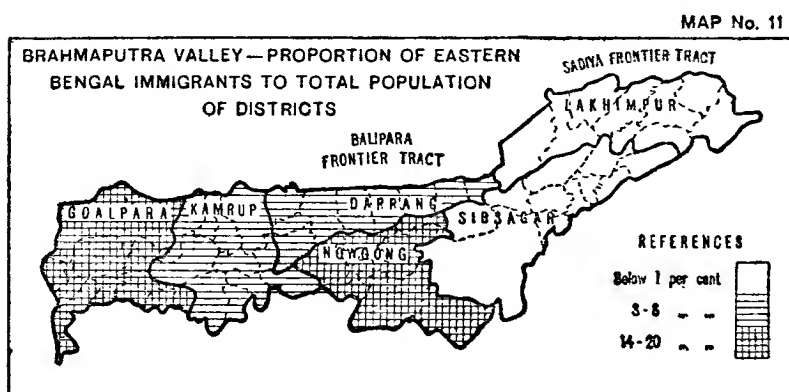 MAP No. 11
BRAHMAPUTRA VALLEY—PROPORTION OF EASTERN
BENGAL IMMIGRANTS TO TOTAL POPULATION
OF DISTRICTS
SADIYA FRONTIER TRACT
LAKHIMPUR
BALIPARA
FRONTIER TRACT
GOALPARA
KAMRUP
DARRANG
SIBSAGAR
NOWGONG
REFERENCES
Below 1 per cent
3-8 „ „
14-20 „ „